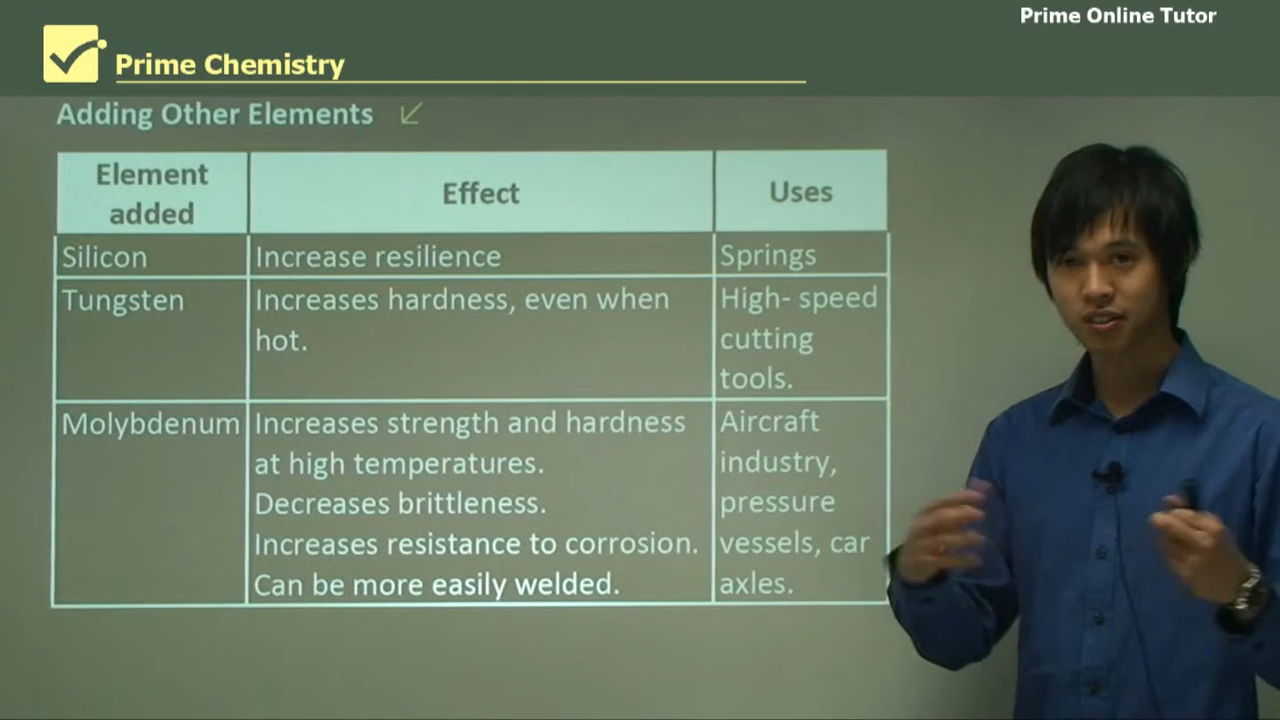 Prime Online Tutor
Prime Chemistry
Adding Other Elements
Element
added
Effect
Uses
Silicon
Increase resilience
Springs
Tungsten
Increases hardness, even when
hot.
High- speed
cutting
tools.
Molybdenum
Increases strength and hardness
at high temperatures.
Decreases brittleness.
Increases resistance to corrosion.
Can be more easily welded.
Aircraft
industry,
pressure
vessels, car
axles.